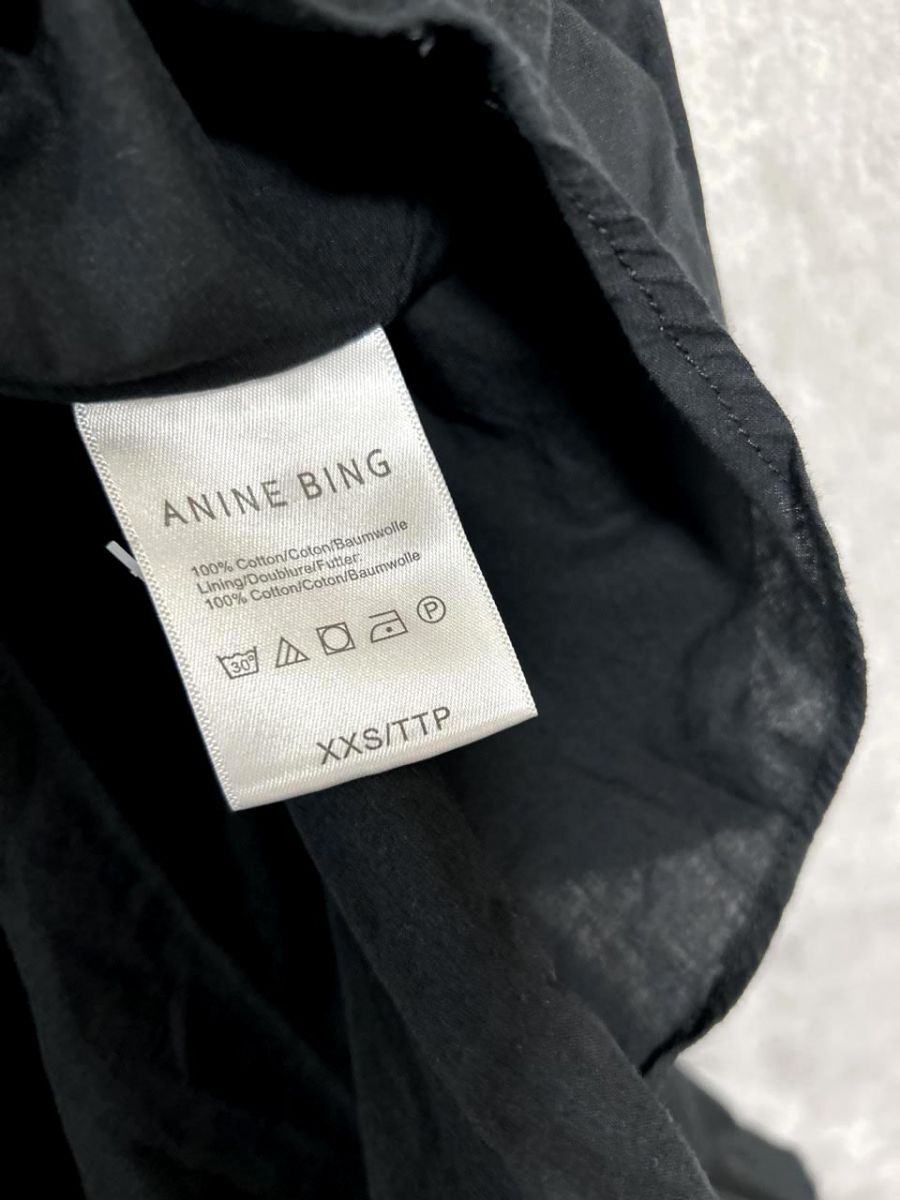 ANINE BING
100% Cotton/Coton/Baumwolle
Lining/Doublure/Futter:
100% Cotton/Coton/Baumwolle
30° P
XXS/TTP